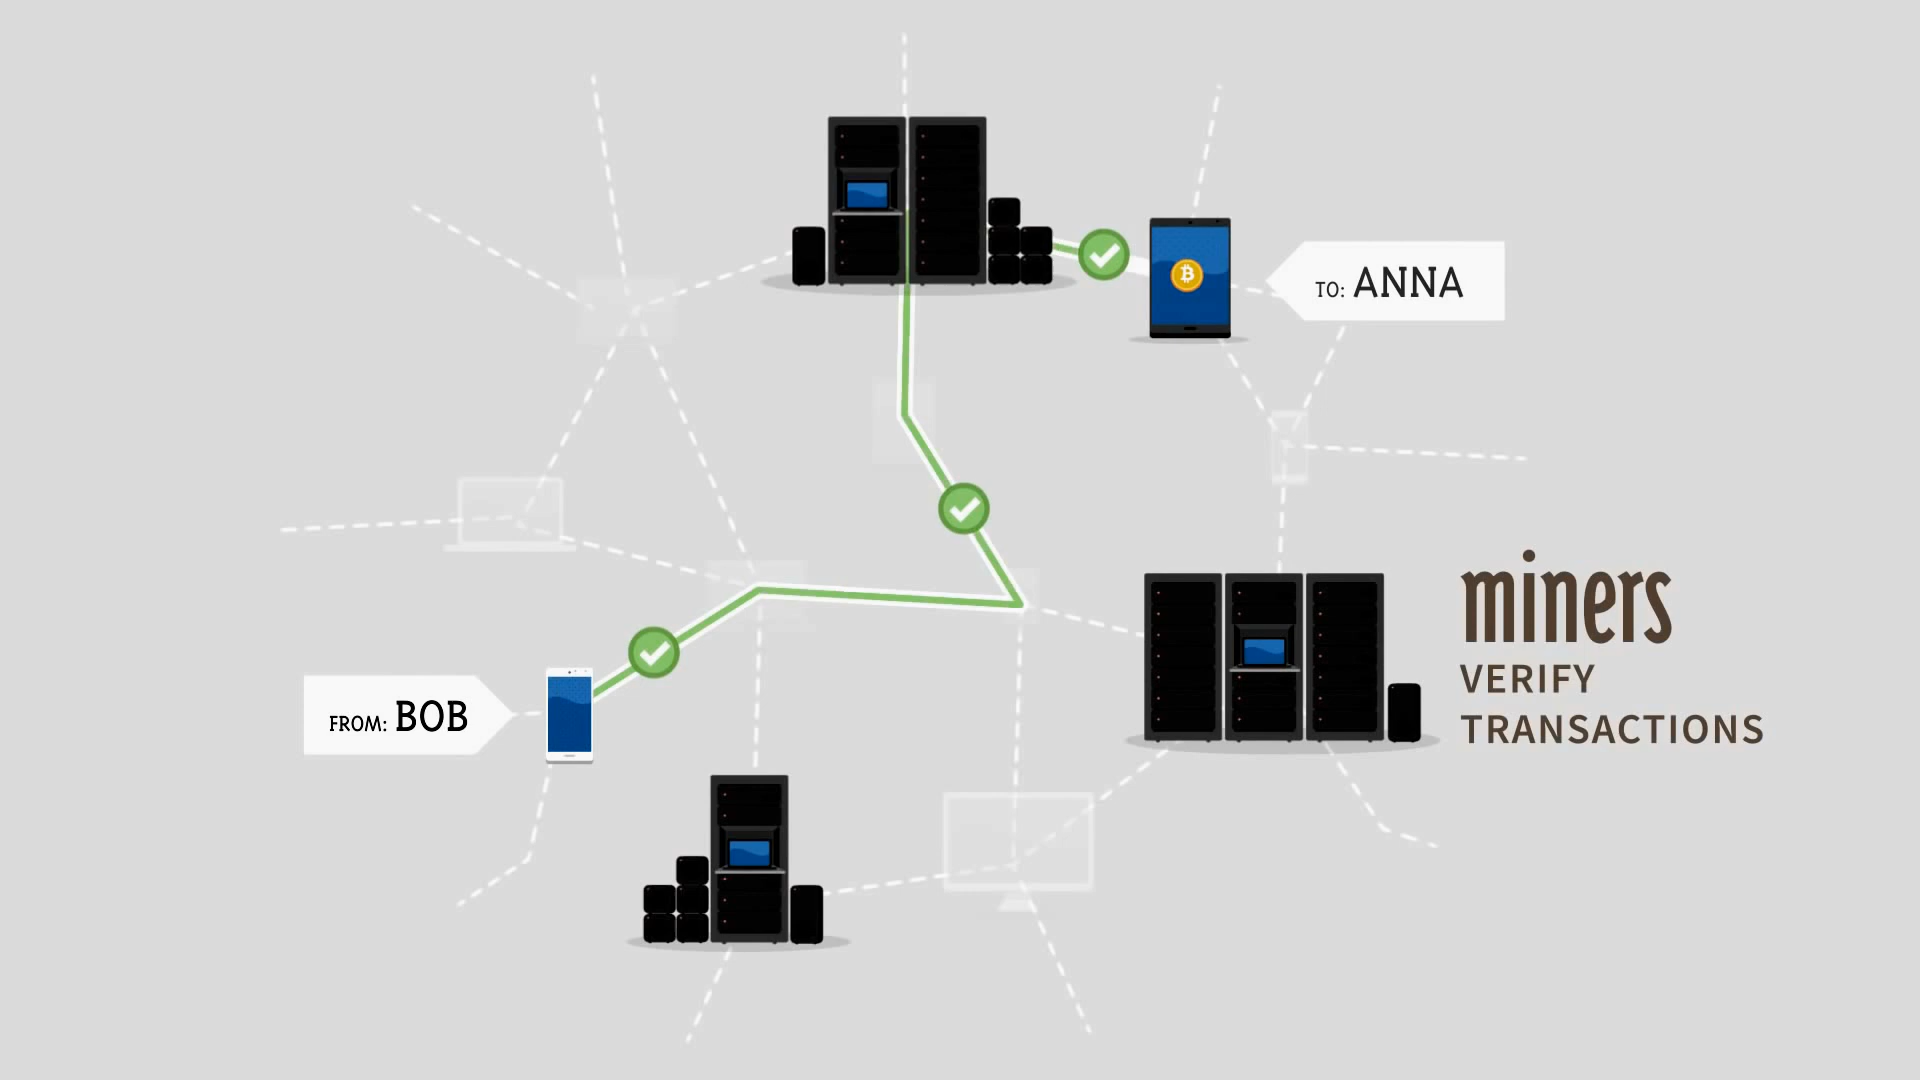 TO: ANNA
miners
VERIFY
TRANSACTIONS
FROM: BOB